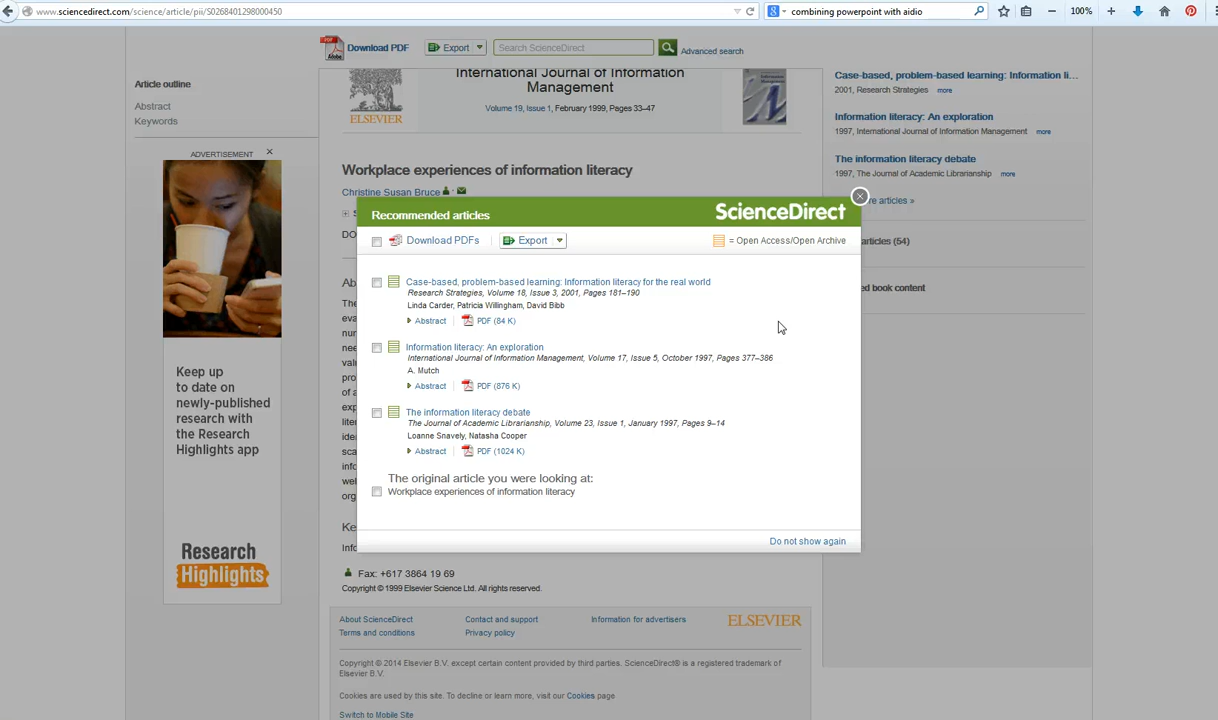 www.sciencedirect.com/science/article/pii/S0268401298000450
combining powerpoint with aidio
100%
Download PDF
Export
Search ScienceDirect
Advanced search
Article outline
Abstract
Keywords
ADVERTISEMENT
Keep up
to date on
newly-published
research with
the Research
Highlights app
Research
Highlights
ELSEVIER
International Journal of Information
Management
Volume 19, Issue 1, February 1999, Pages 33–47
Workplace experiences of information literacy
Christine Susan Bruce
Case-based, problem-based learning: Information li...
2001, Research Strategies more
Information literacy: An exploration
1997, International Journal of Information Management more
The information literacy debate
1997, The Journal of Academic Librarianship more
re articles »
articles (54)
ed book content
Recommended articles
ScienceDirect
Download PDFs
Export
= Open Access/Open Archive
Case-based, problem-based learning: Information literacy for the real world
Research Strategies, Volume 18, Issue 3, 2001, Pages 181–190
Linda Carder, Patricia Willingham, David Bibb
Abstract PDF (84 K)
Information literacy: An exploration
International Journal of Information Management, Volume 17, Issue 5, October 1997, Pages 377–386
A. Mutch
Abstract PDF (876 K)
The information literacy debate
The Journal of Academic Librarianship, Volume 23, Issue 1, January 1997, Pages 9–14
Loanne Snavely, Natasha Cooper
Abstract PDF (1024 K)
The original article you were looking at:
Workplace experiences of information literacy
Do not show again
Fax: +617 3864 19 69
Copyright © 1999 Elsevier Science Ltd. All rights reserved.
About ScienceDirect
Contact and support
Information for advertisers
ELSEVIER
Terms and conditions
Privacy policy
Copyright © 2014 Elsevier B.V. except certain content provided by third parties. ScienceDirect® is a registered trademark of
Elsevier B.V.
Cookies are used by this site. To decline or learn more, visit our Cookies page
Switch to Mobile Site